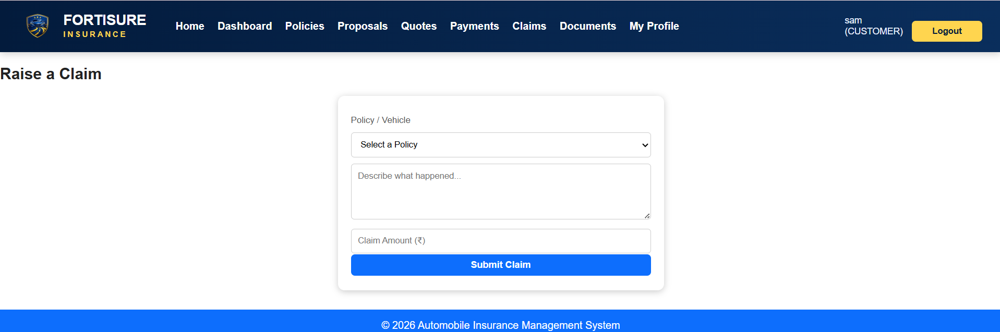 FORTISURE
INSURANCE
Home Dashboard Policies Proposals Quotes Payments Claims Documents My Profile
sam
(CUSTOMER)
Logout
Raise a Claim
Policy / Vehicle
Select a Policy
Describe what happened...
Claim Amount (₹)
Submit Claim
© 2026 Automobile Insurance Management System